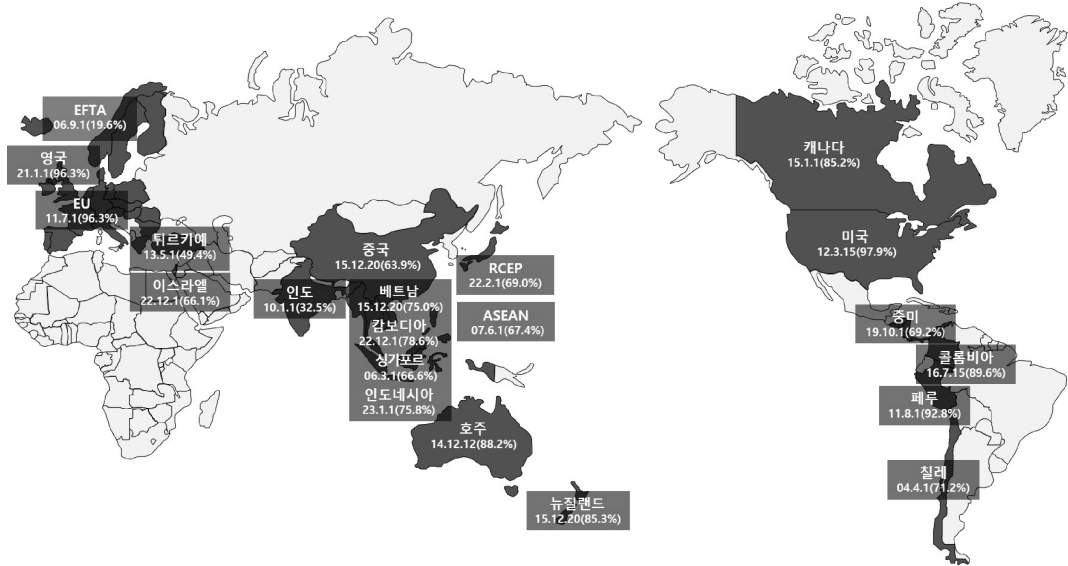 EFTA
06.9.1(19.6%)
영국
21.1.1(96.3%)
EU
11.7.1(96.3%)
튀르키예
13.5.1(49.4%)
이스라엘
22.12.1(66.1%)
인도
10.1.1(32.5%)
중국
15.12.20(63.9%)
베트남
15.12.20(75.0%)
캄보디아
22.12.1(78.6%)
싱가포르
06.3.1(66.6%)
인도네시아
23.1.1(75.8%)
RCEP
22.2.1(69.0%)
ASEAN
07.6.1(67.4%)
호주
14.12.12(88.2%)
뉴질랜드
15.12.20(85.3%)
캐나다
15.1.1(85.2%)
미국
12.3.15(97.9%)
중미
19.10.1(69.2%)
콜롬비아
16.7.15(89.6%)
페루
11.8.1(92.8%)
칠레
04.4.1(71.2%)